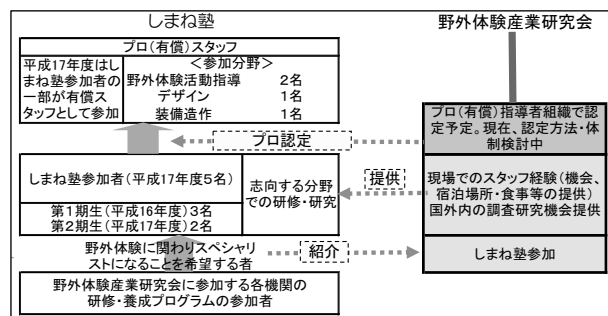 しまね塾
野外体験産業研究会
プロ(有償)スタッフ
平成17年度はし
まね塾参加者の
一部が有償ス
タッフとして参加
＜参加分野＞
野外体験活動指導　2名
デザイン　1名
装備造作　1名
プロ(有償)指導者組織で認
定予定。現在、認定方法・体
制検討中
プロ認定
しまね塾参加者(平成17年度5名)
第1期生(平成16年度)3名
第2期生(平成17年度)2名
志向する分野
での研修・研究
提供
現場でのスタッフ経験(機会、
宿泊場所・食事等の提供)
国外内の調査研究機会提供
野外体験に関わりスペシャリ
ストになることを希望する者
紹介
しまね塾参加
野外体験産業研究会に参加する各機関の
研修・養成プログラムの参加者